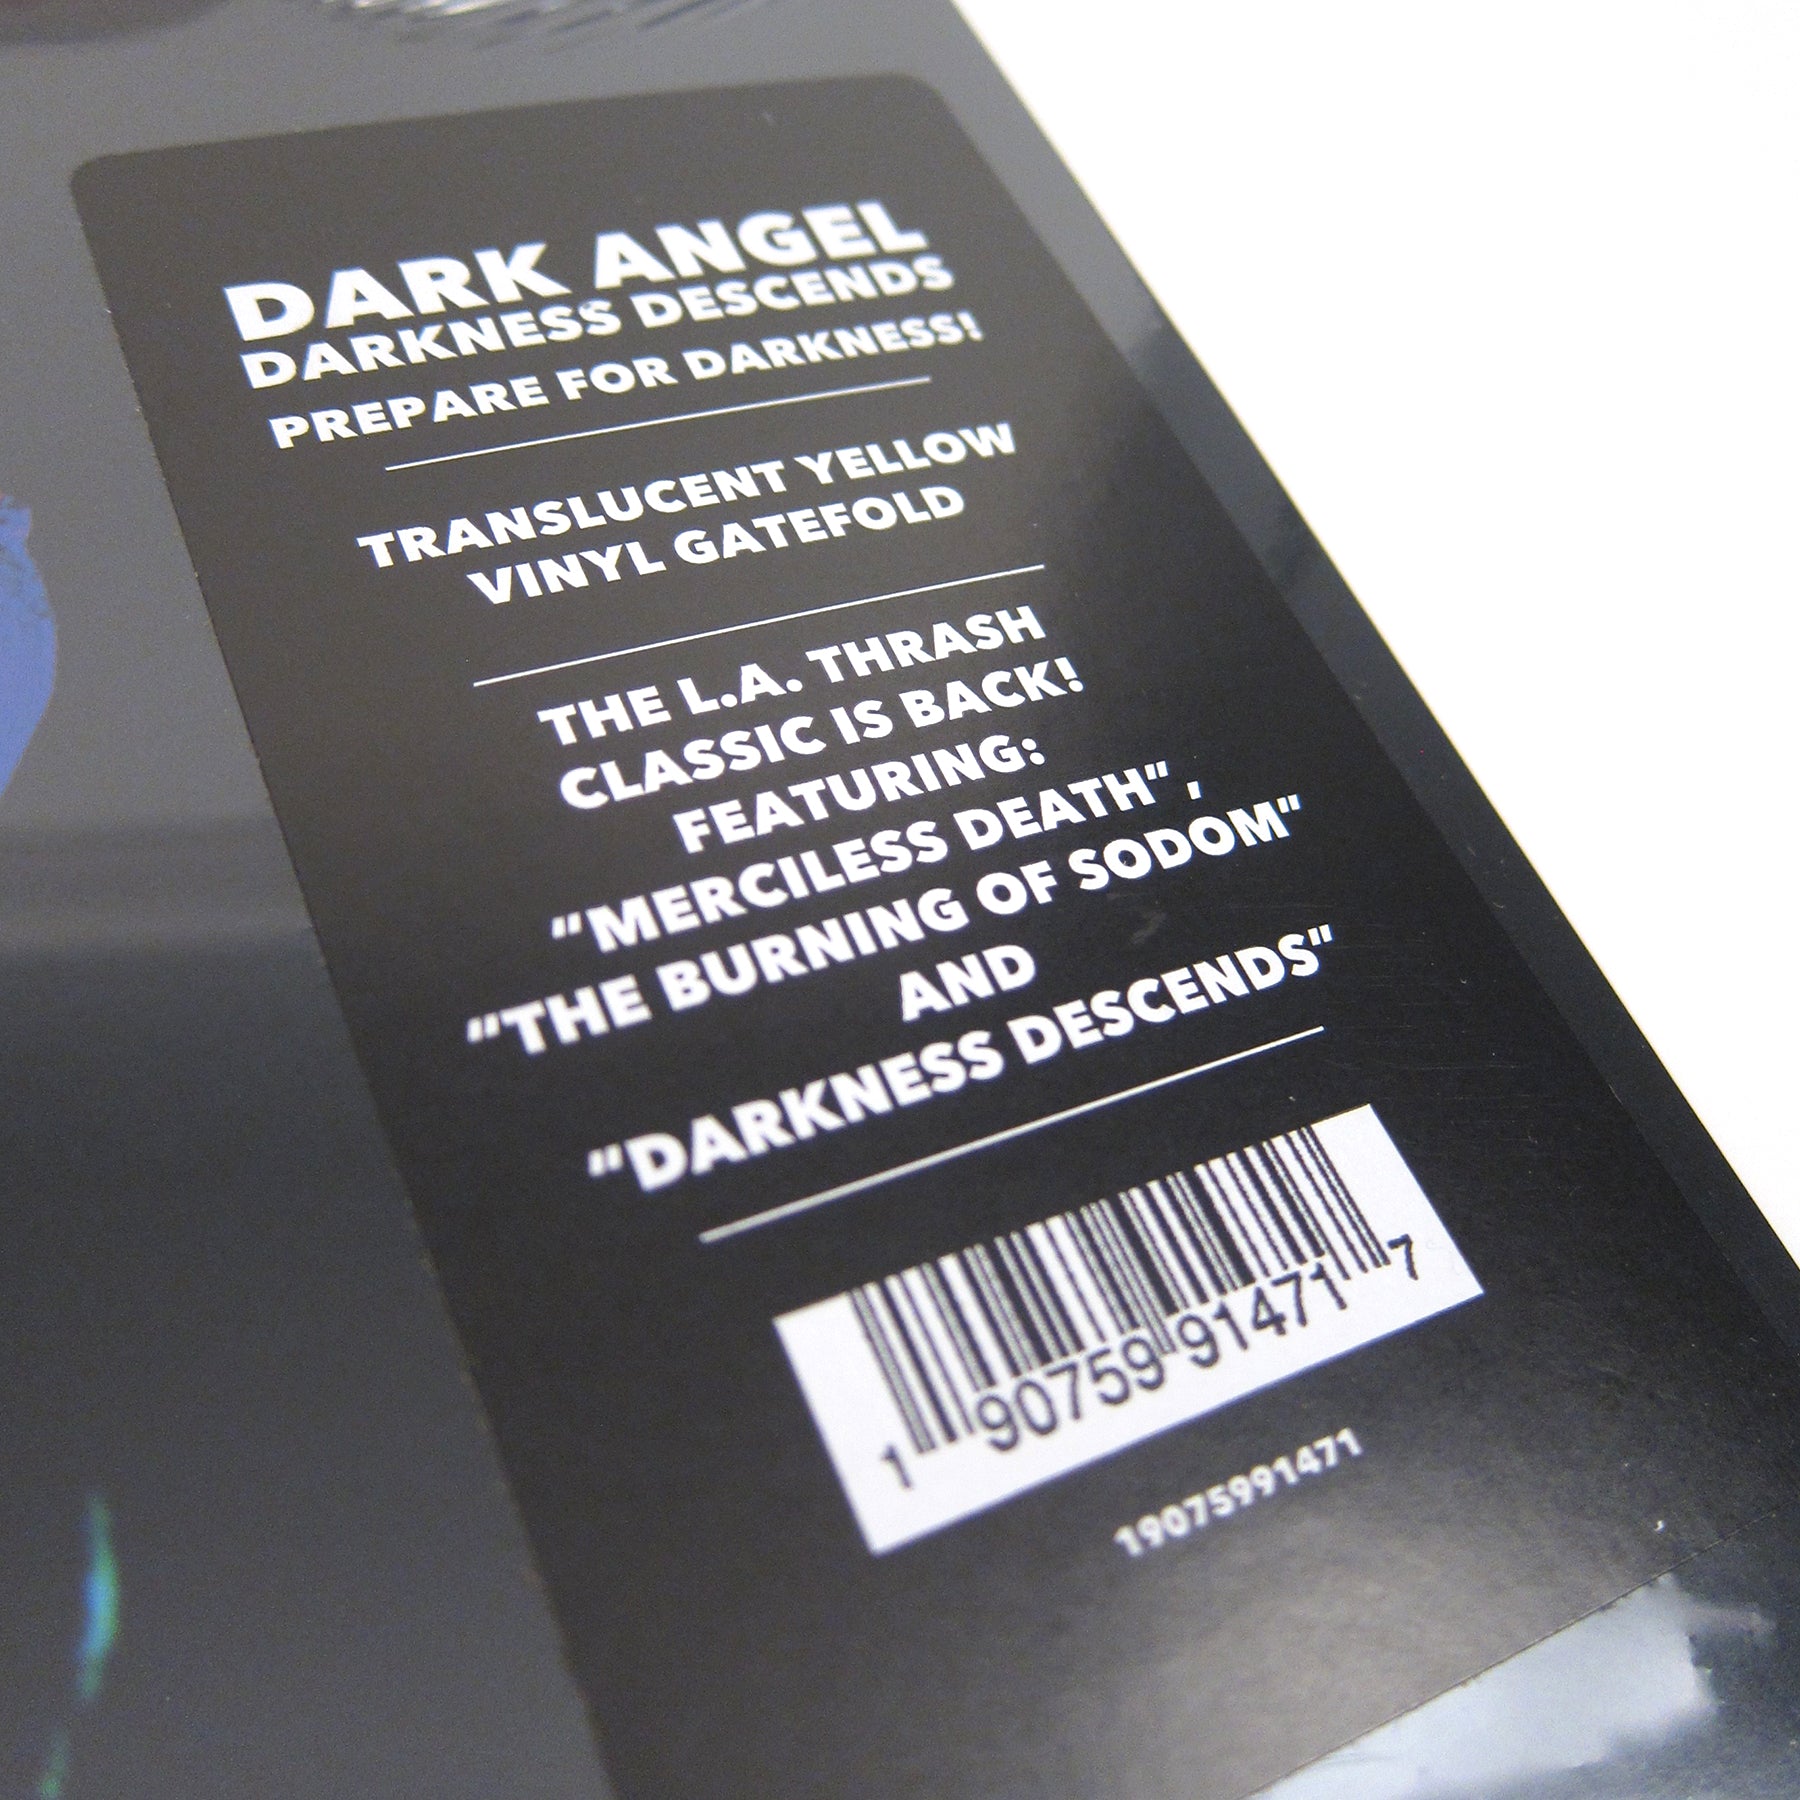 DARK ANGEL
DARKNESS DESCENDS
PREPARE FOR DARKNESS!
TRANSLUCENT YELLOW
VINYL GATEFOLD
THE L.A. THRASH
CLASSIC IS BACK!
FEATURING:
"MERCILESS DEATH" ,
"THE BURNING OF SODOM"
AND
"DARKNESS DESCENDS"
1 90759 91471 7
19075991471